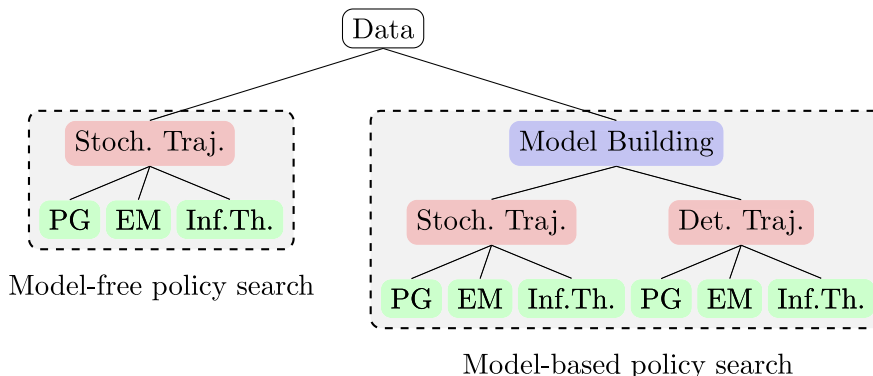 Data
Stoch. Traj.
PG EM Inf.Th.
Model-free policy search
Model Building
Stoch. Traj. Det. Traj.
PG EM Inf.Th. PG EM Inf.Th.
Model-based policy search